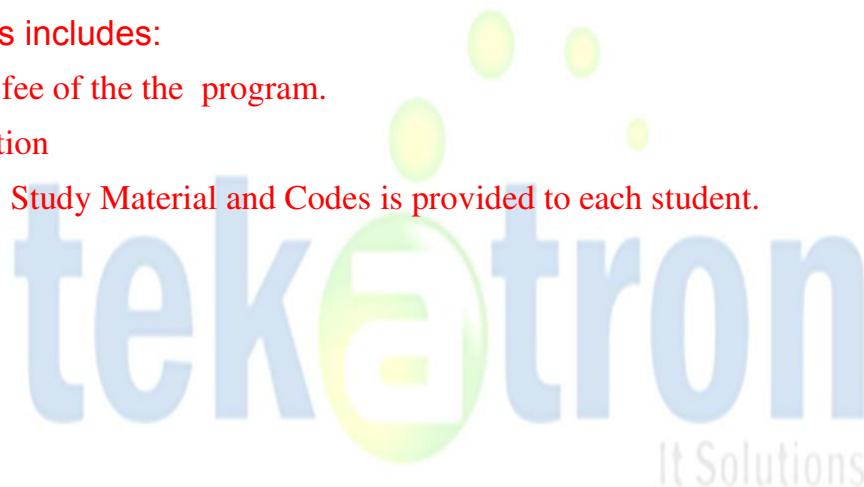 s includes:
fee of the the program.
tion
Study Material and Codes is provided to each student.
tekatron
It Solutions